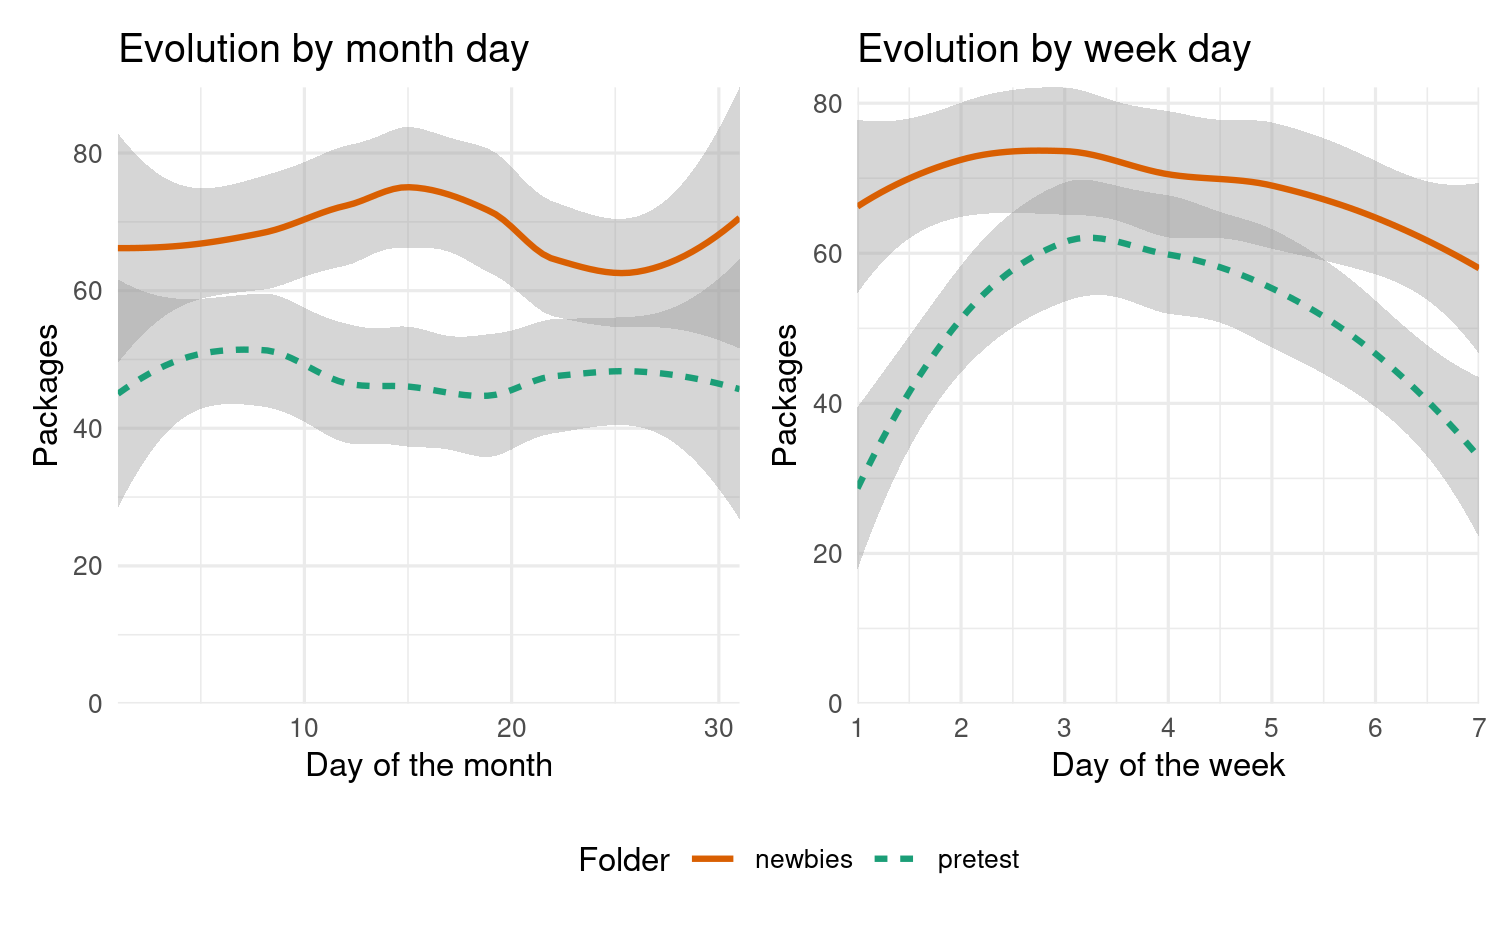 Evolution by month day
Packages
80
60
40
20
0
10 20 30
Day of the month
Evolution by week day
Packages
80
60
40
20
0
1 2 3 4 5 6 7
Day of the week
Folder newbies pretest